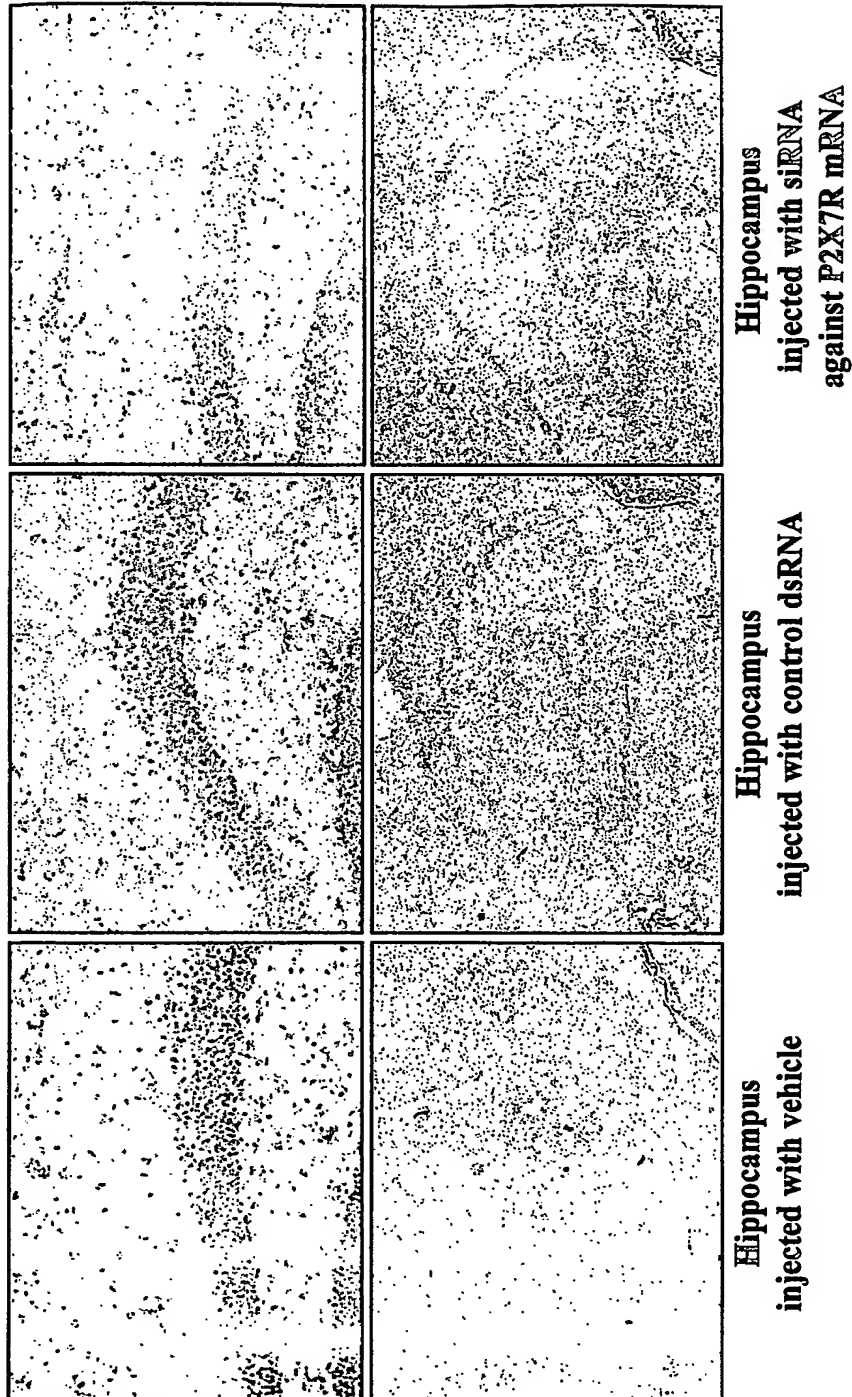 Hippocampus
injected with vehicle
Hippocampus
injected with control dsRNA
Hippocampus
injected with siRNA
against P2X7R mRNA